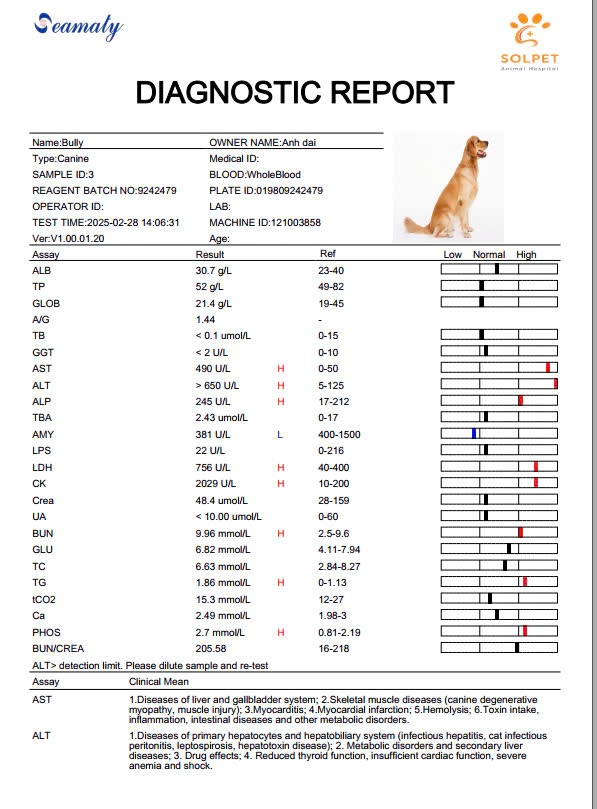 Seamaty
SOLPET
Animal Hospital
DIAGNOSTIC REPORT
Name:Bully OWNER NAME:Anh dai
Type:Canine Medical ID:
SAMPLE ID:3 BLOOD:WholeBlood
REAGENT BATCH NO:9242479 PLATE ID:019809242479
OPERATOR ID: LAB:
TEST TIME:2025-02-28 14:06:31 MACHINE ID:121003858
Ver:V1.00.01.20 Age:
Assay Result Ref Low Normal High
ALB 30.7 g/L 23-40
TP 52 g/L 49-82
GLOB 21.4 g/L 19-45
A/G 1.44 -
TB < 0.1 umol/L 0-15
GGT < 2 U/L 0-10
AST 490 U/L H 0-50
ALT > 650 U/L H 5-125
ALP 245 U/L H 17-212
TBA 2.43 umol/L 0-17
AMY 381 U/L L 400-1500
LPS 22 U/L 0-216
LDH 756 U/L H 40-400
CK 2029 U/L H 10-200
Crea 48.4 umol/L 28-159
UA < 10.00 umol/L 0-60
BUN 9.96 mmol/L H 2.5-9.6
GLU 6.82 mmol/L 4.11-7.94
TC 6.63 mmol/L 2.84-8.27
TG 1.86 mmol/L H 0-1.13
tCO2 15.3 mmol/L 12-27
Ca 2.49 mmol/L 1.98-3
PHOS 2.7 mmol/L H 0.81-2.19
BUN/CREA 205.58 16-218
ALT> detection limit. Please dilute sample and re-test
Assay Clinical Mean
AST 1.Diseases of liver and gallbladder system; 2.Skeletal muscle diseases (canine degenerative
myopathy, muscle injury); 3.Myocarditis; 4.Myocardial infarction; 5.Hemolysis; 6.Toxin intake,
inflammation, intestinal diseases and other metabolic disorders.
ALT 1.Diseases of primary hepatocytes and hepatobiliary system (infectious hepatitis, cat infectious
peritonitis, leptospirosis, hepatotoxin disease); 2. Metabolic disorders and secondary liver
diseases; 3. Drug effects; 4. Reduced thyroid function, insufficient cardiac function, severe
anemia and shock.